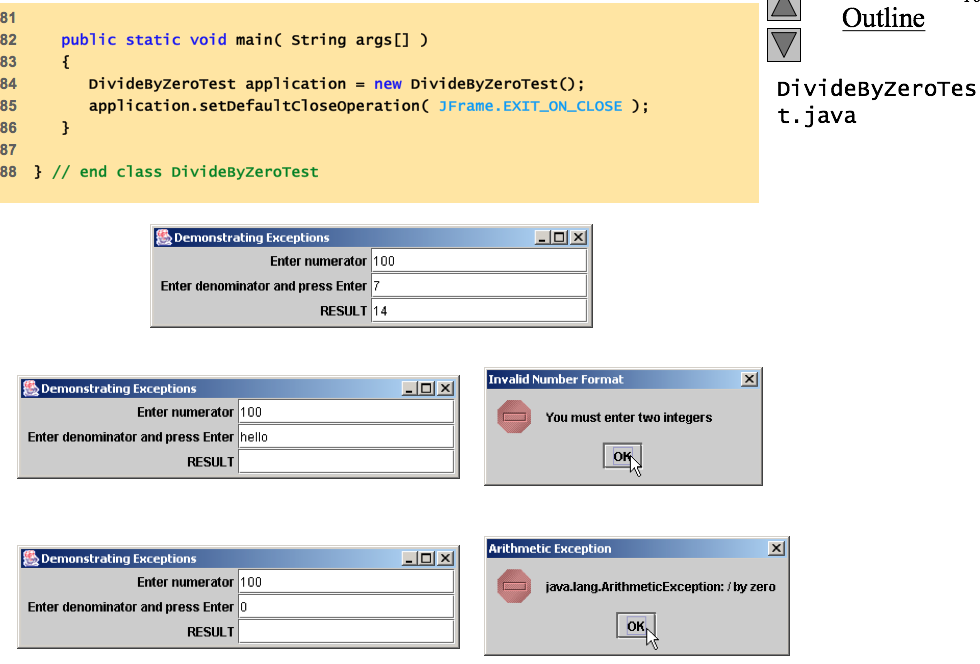 Outline
DivideByZeroTes
t.java
81
82 public static void main( String args[] )
83 {
84 DivideByZeroTest application = new DivideByZeroTest();
85 application.setDefaultCloseOperation( JFrame.EXIT_ON_CLOSE );
86 }
87
88 } // end class DivideByZeroTest
Demonstrating Exceptions
Enter numerator 100
Enter denominator and press Enter 7
RESULT 14
Demonstrating Exceptions
Enter numerator 100
Enter denominator and press Enter hello
RESULT
Invalid Number Format
You must enter two integers
OK
Demonstrating Exceptions
Enter numerator 100
Enter denominator and press Enter 0
RESULT
Arithmetic Exception
java.lang.ArithmeticException: / by zero
OK